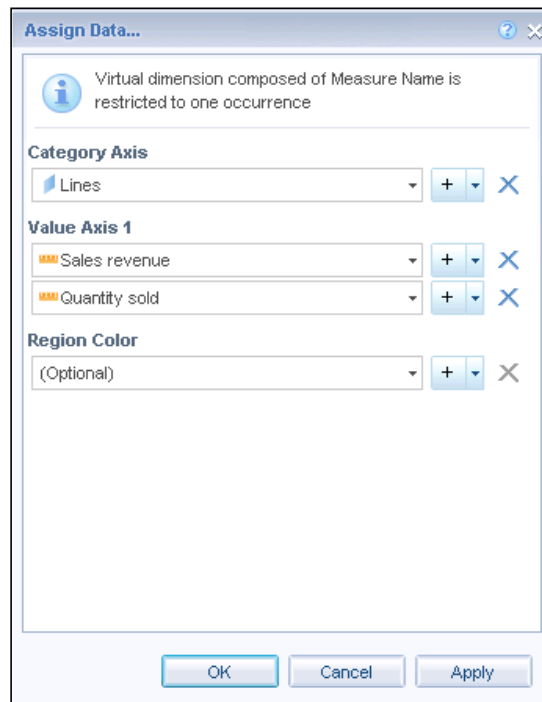 Assign Data...
Virtual dimension composed of Measure Name is
restricted to one occurrence
Category Axis
Lines
Value Axis 1
Sales revenue
Quantity sold
Region Color
(Optional)
OK Cancel Apply